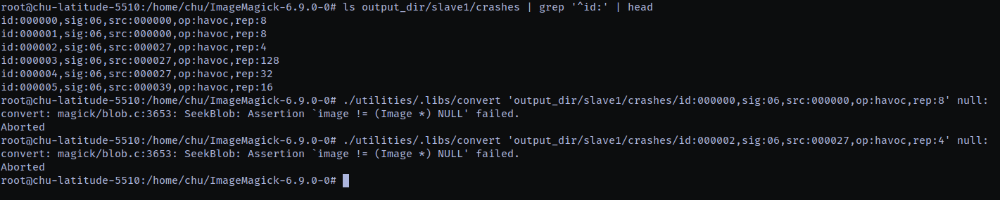 root@chu-latitude-5510:/home/chu/ImageMagick-6.9.0-0# ls output_dir/slave1/crashes | grep '^id:' | head
id:000000,sig:06,src:000000,op:havoc,rep:8
id:000001,sig:06,src:000000,op:havoc,rep:8
id:000002,sig:06,src:000027,op:havoc,rep:4
id:000003,sig:06,src:000027,op:havoc,rep:128
id:000004,sig:06,src:000027,op:havoc,rep:32
id:000005,sig:06,src:000039,op:havoc,rep:16
root@chu-latitude-5510:/home/chu/ImageMagick-6.9.0-0# ./utilities/.libs/convert 'output_dir/slave1/crashes/id:000000,sig:06,src:000000,op:havoc,rep:8' null:
convert: magick/blob.c:3653: SeekBlob: Assertion `image != (Image *) NULL' failed.
Aborted
root@chu-latitude-5510:/home/chu/ImageMagick-6.9.0-0# ./utilities/.libs/convert 'output_dir/slave1/crashes/id:000002,sig:06,src:000027,op:havoc,rep:4' null:
convert: magick/blob.c:3653: SeekBlob: Assertion `image != (Image *) NULL' failed.
Aborted
root@chu-latitude-5510:/home/chu/ImageMagick-6.9.0-0#